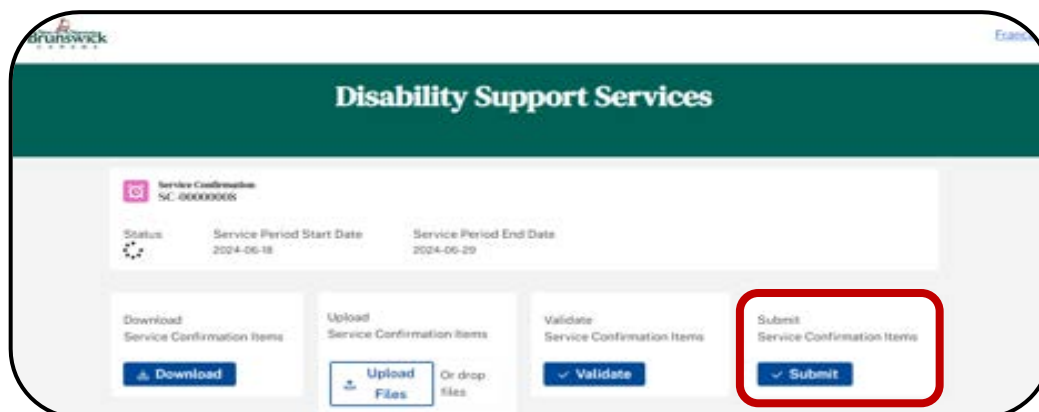 Brunswick
CANADA
Disability Support Services
Service Confirmation
SC-00000008
Status
Service Period Start Date
2024-06-18
Service Period End Date
2024-06-29
Download
Service Confirmation Items
Download
Upload
Service Confirmation Items
Upload
Files
Or drop
files
Validate
Service Confirmation Items
Validate
Submit
Service Confirmation Items
Submit